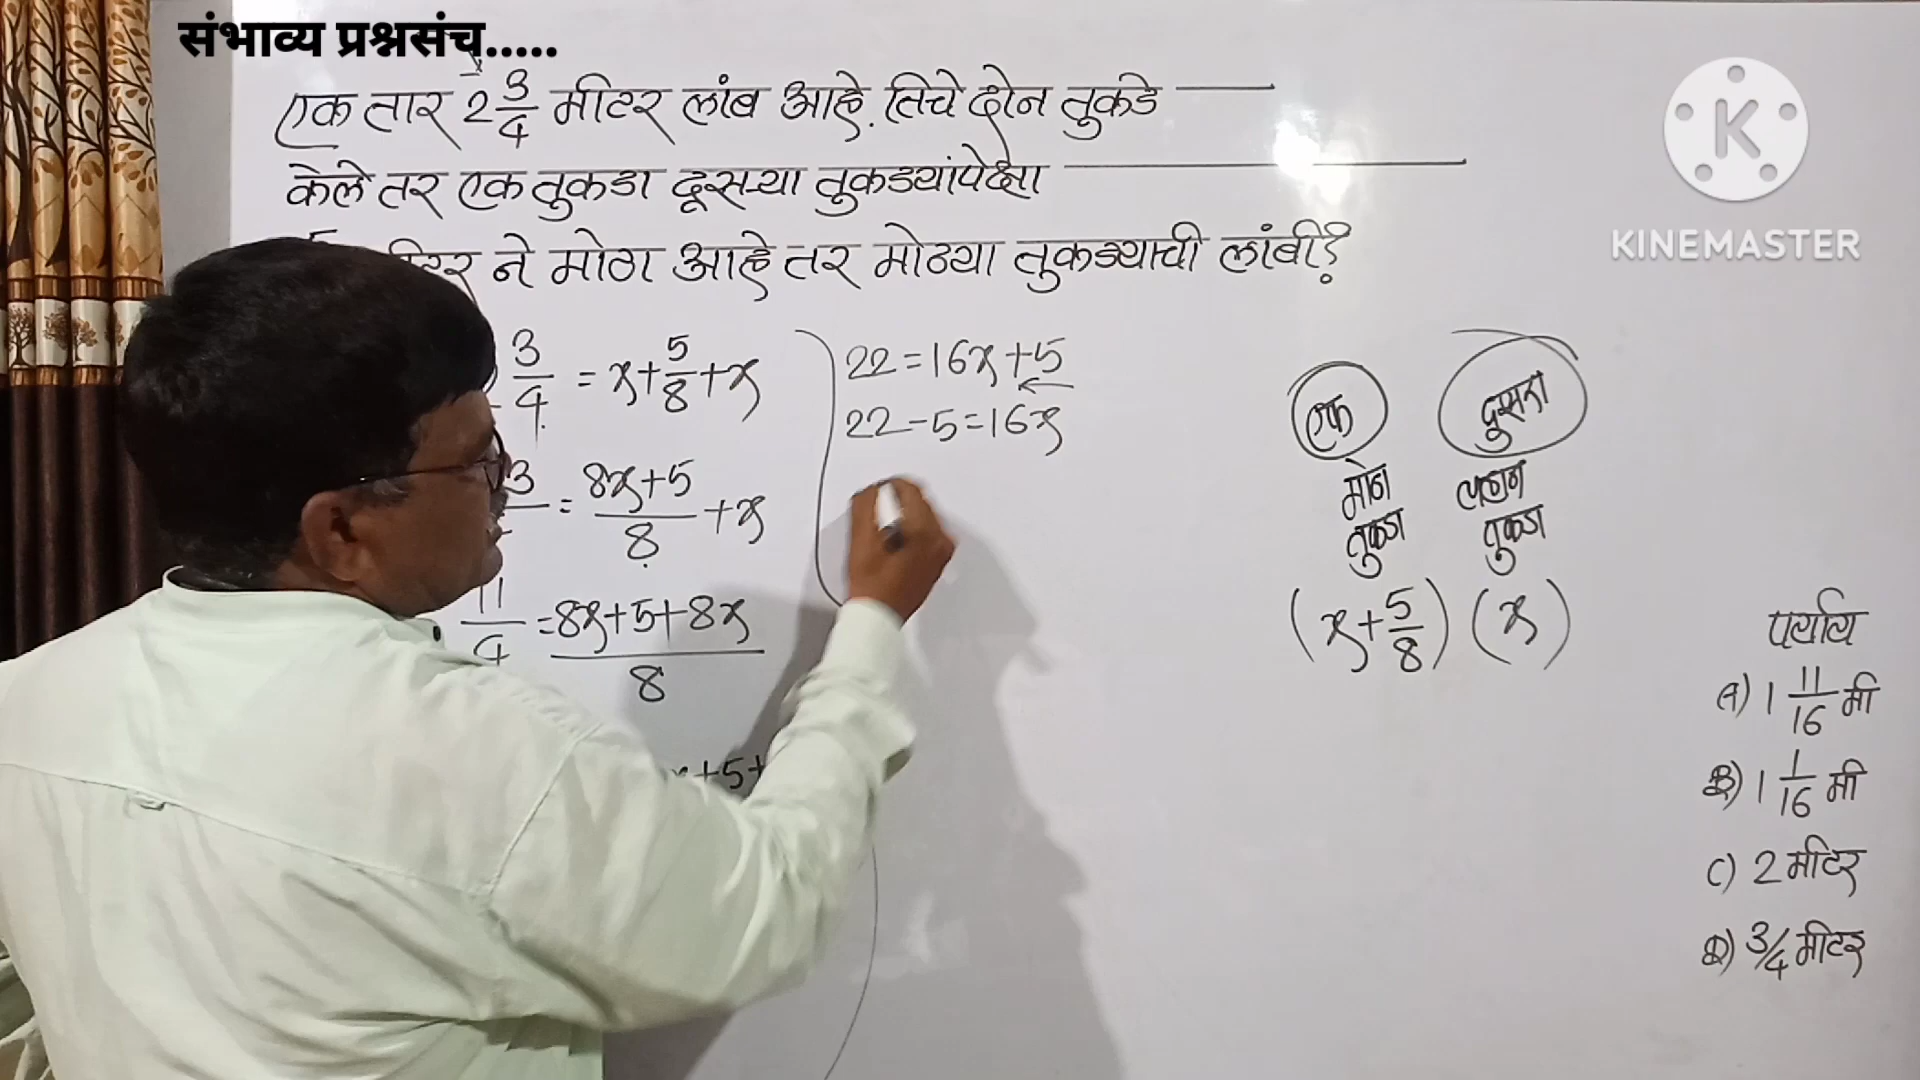 संभाव्य प्रश्नसंच.....
एक तार 2 3/4 मीटर लांब आहे. तिचे दोन तुकडे
केले तर एक तुकडा दूसऱ्या तुकड्यांपेक्षा
ने मोठा आहे तर मोठ्या तुकड्याची लांबी?
3/4 = x + 5/8 + x
3 = (8x+5)/8 + x
11/4 = (8x+5+8x)/8
+5+
22 = 16x + 5
22 - 5 = 16x
एक दूसरा
मोठा लहान
तुकडा तुकडा
(x + 5/8) (x)
पर्याय
A) 1 11/16 मी
B) 1 1/16 मी
C) 2 मीटर
D) 3/4 मीटर
K
KINEMASTER